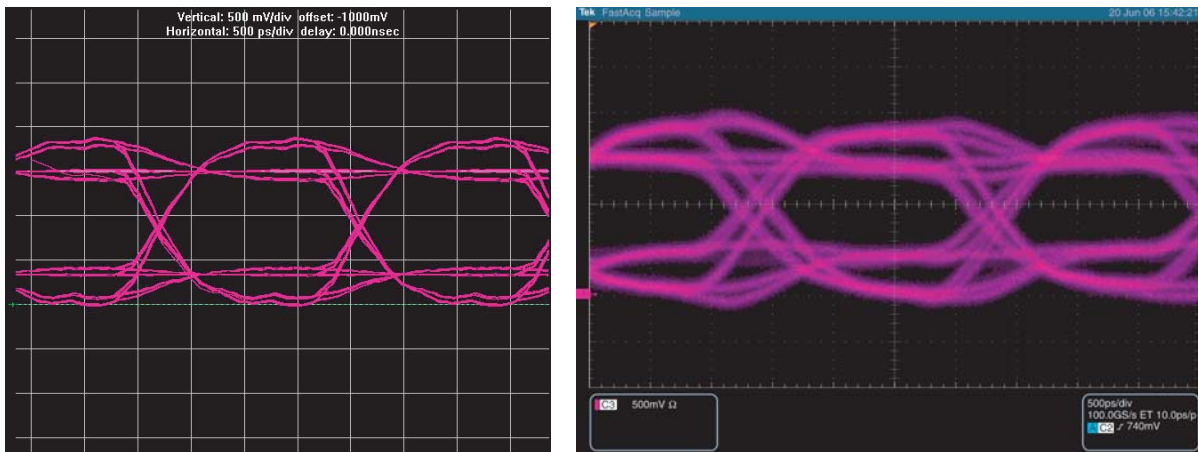 Vertical: 500 mV/div offset: -1000mV
Horizontal: 500 ps/div delay: 0.000nsec
Tek FastAcq Sample
20 Jun 06 15:42:21
C3 500mV Ω
500ps/div
100.0GS/s ET 10.0ps/p
A C2 ƒ 740mV